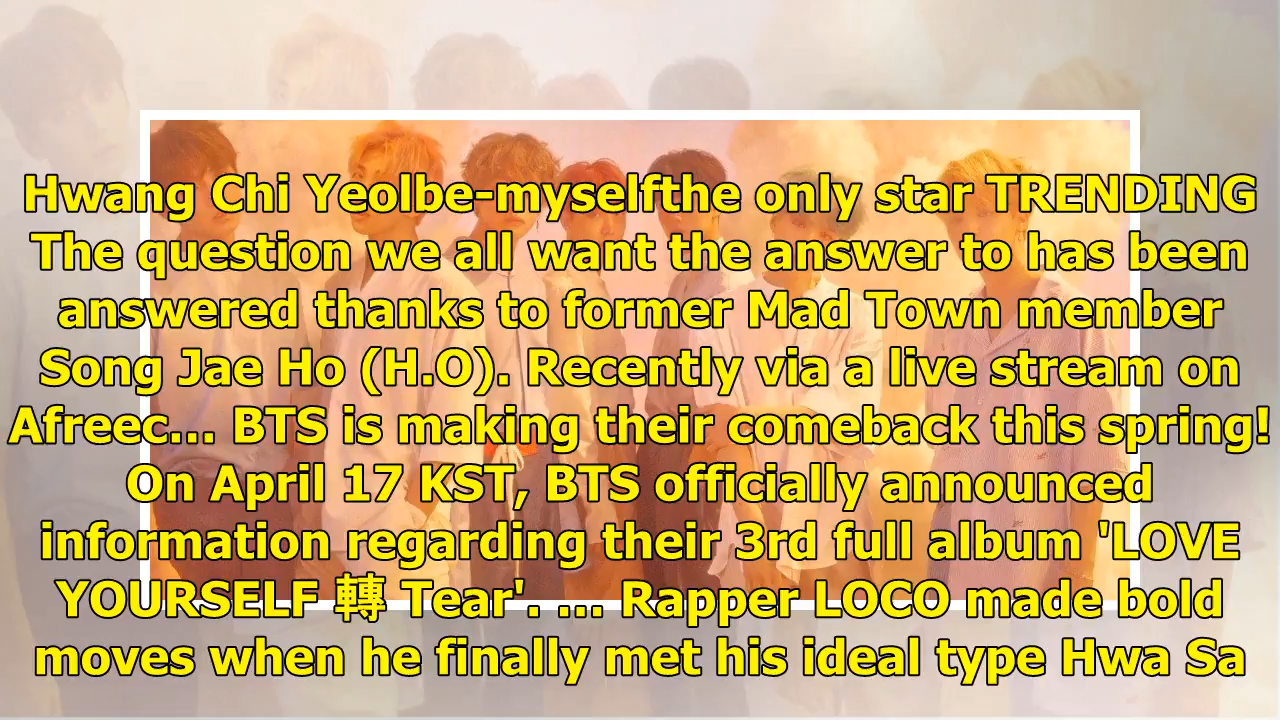 Hwang Chi Yeolbe-myselfthe only star TRENDING
The question we all want the answer to has been
answered thanks to former Mad Town member
Song Jae Ho (H.O). Recently via a live stream on
Afreec... BTS is making their comeback this spring!
On April 17 KST, BTS officially announced
information regarding their 3rd full album 'LOVE
YOURSELF 轉 Tear'. ... Rapper LOCO made bold
moves when he finally met his ideal type Hwa Sa